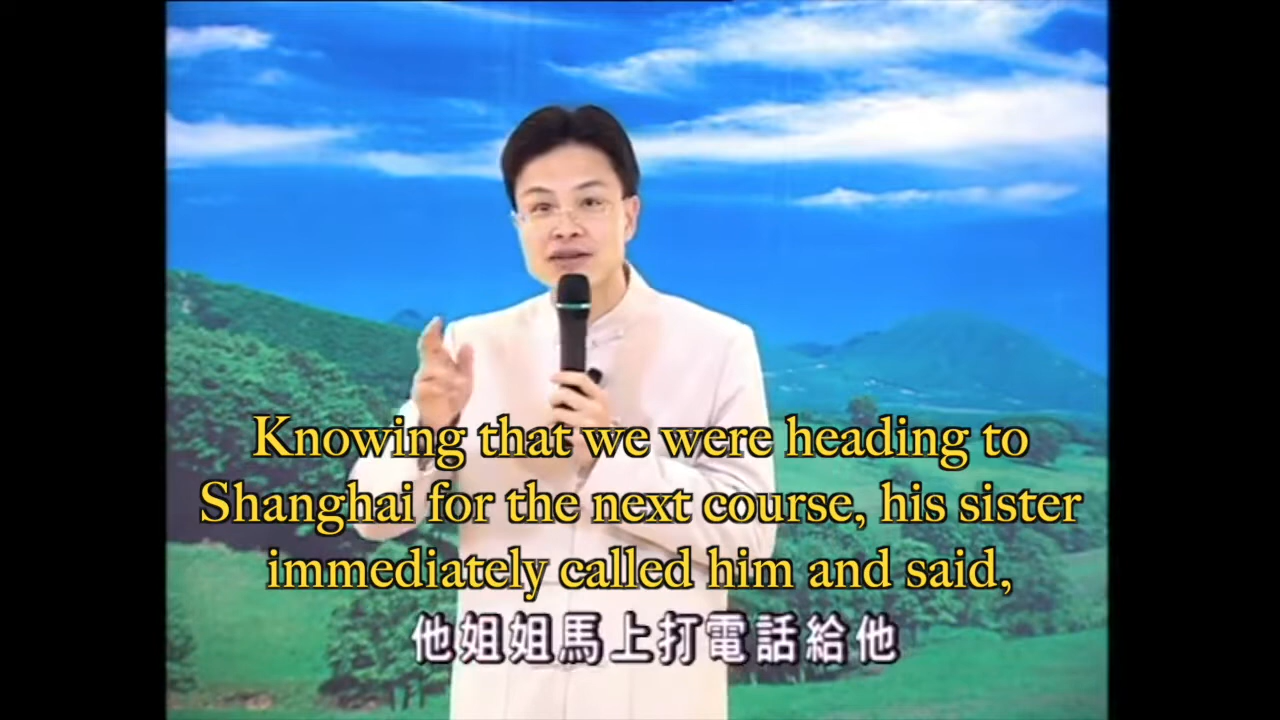 Knowing that we were heading to
Shanghai for the next course, his sister
immediately called him and said,
他姐姐馬上打電話給他